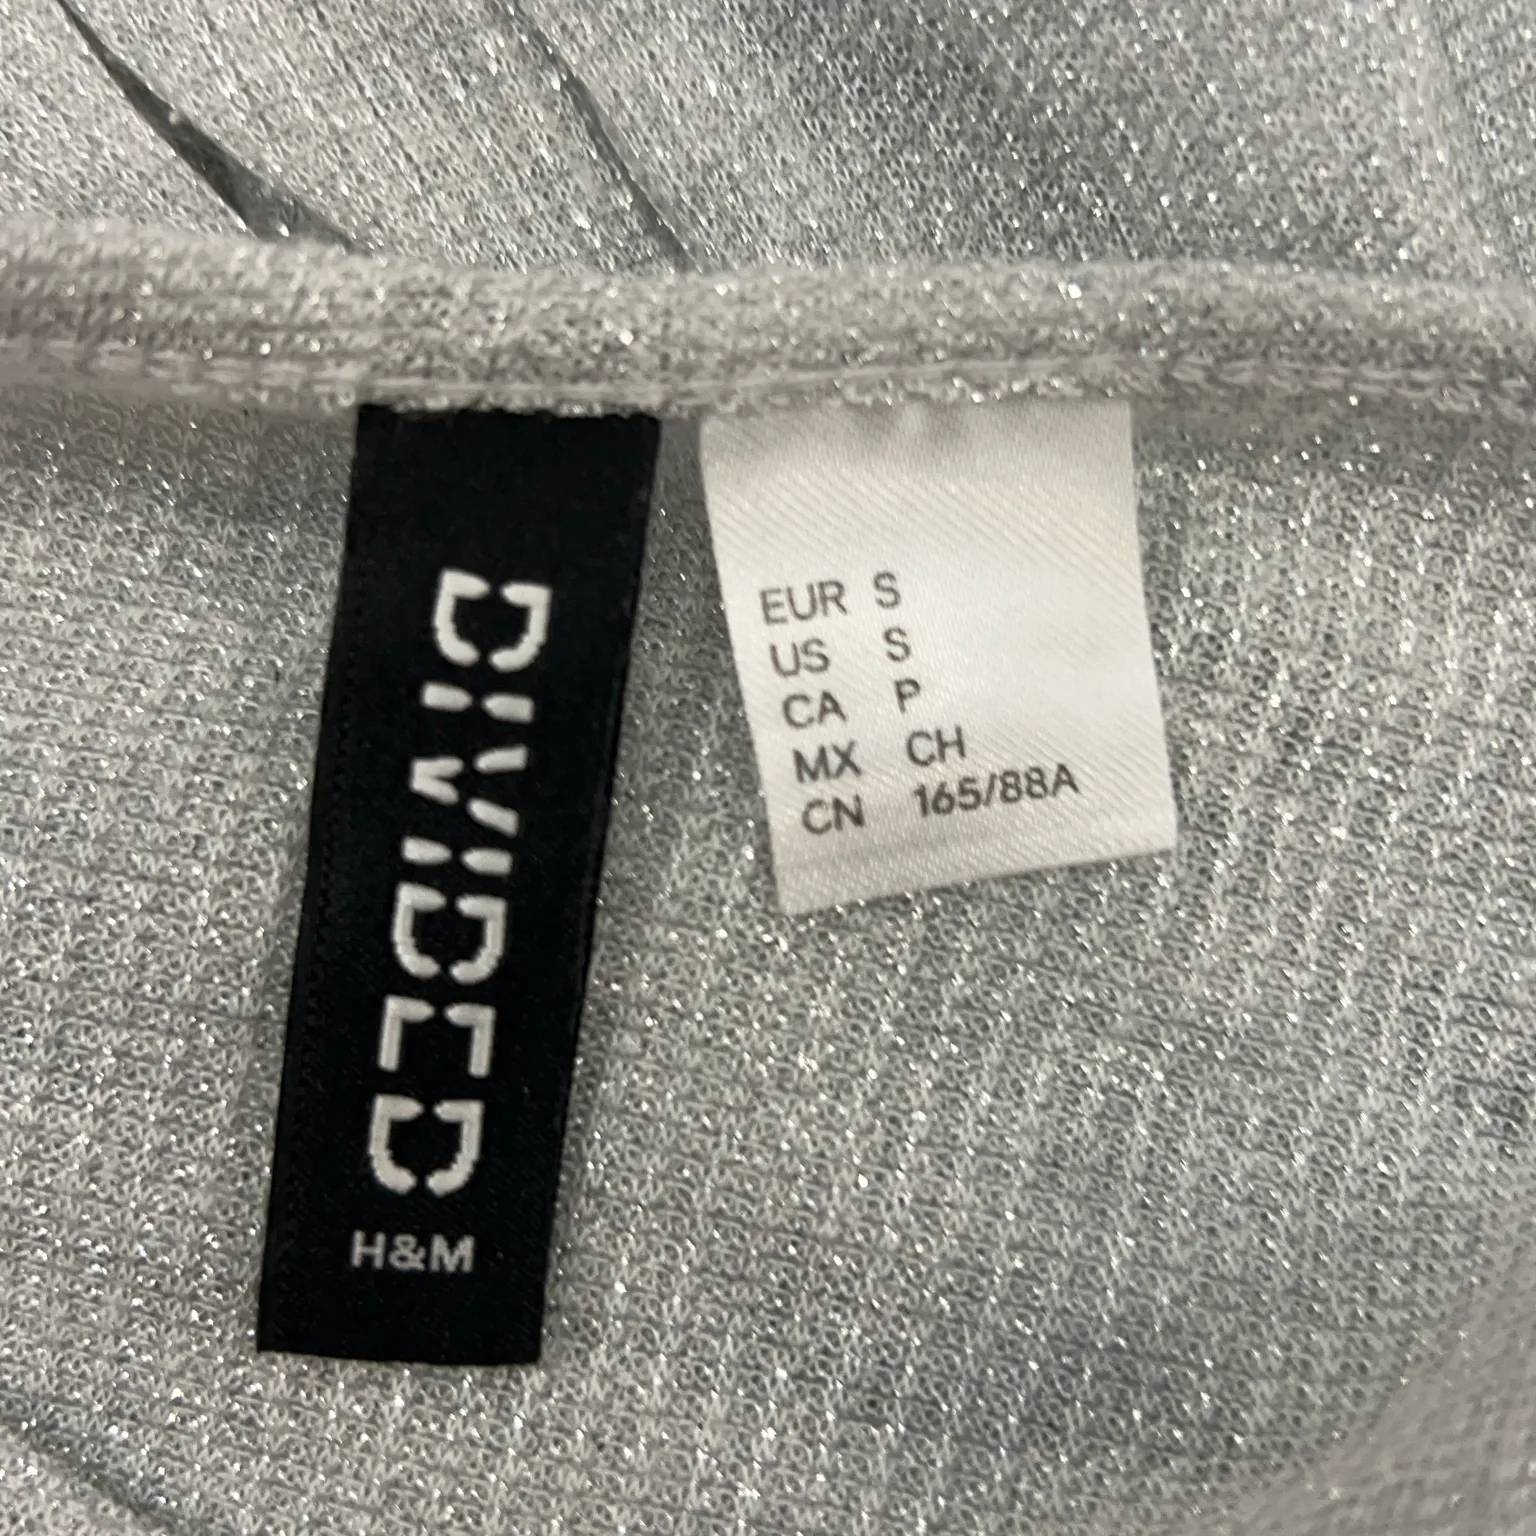 DIVIDED
H&M
EUR S
US S
CA P
MX CH
CN 165/88A